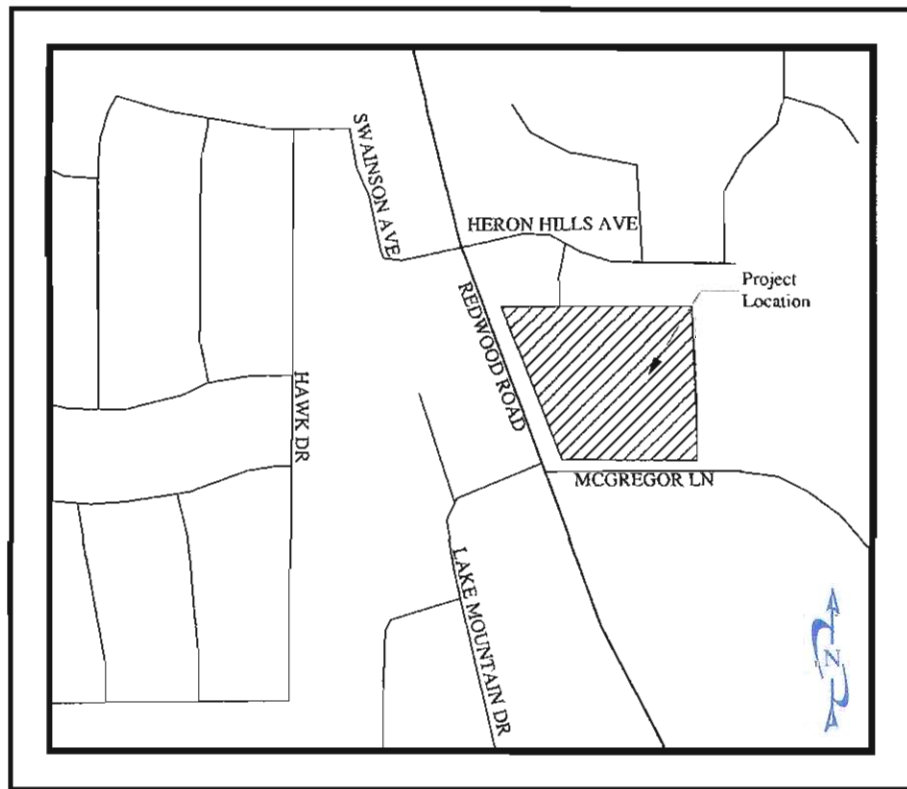 SWAINSON AVE
HERON HILLS AVE
Project
Location
REDWOOD ROAD
HAWK DR
MCGREGOR LN
LAKE MOUNTAIN DR
N